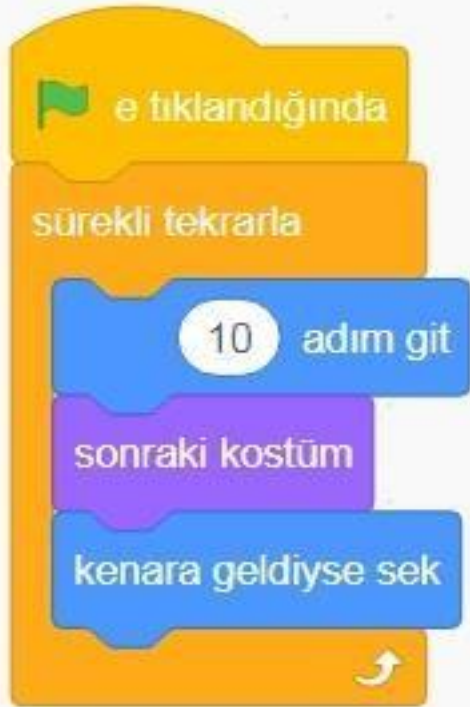 e tıklandığında
sürekli tekrarla
10 adım git
sonraki kostüm
kenara geldiyse sek